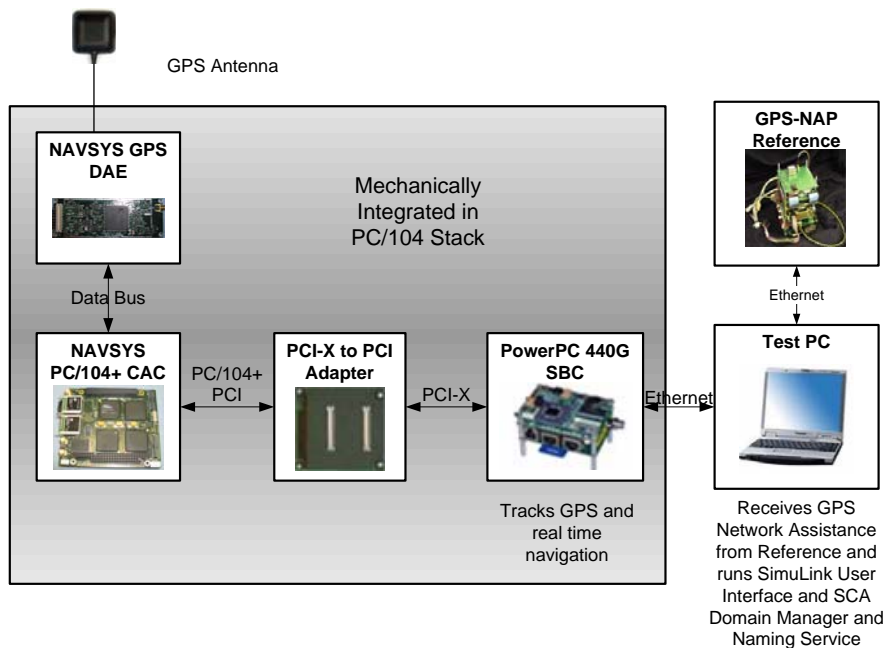 GPS Antenna
NAVSYS GPS
DAE
Mechanically
Integrated in
PC/104 Stack
GPS-NAP
Reference
Data Bus
Ethernet
NAVSYS
PC/104+ CAC
PC/104+
PCI
PCI-X to PCI
Adapter
PCI-X
PowerPC 440G
SBC
Ethernet
Test PC
Tracks GPS and
real time
navigation
Receives GPS
Network Assistance
from Reference and
runs SimuLink User
Interface and SCA
Domain Manager and
Naming Service